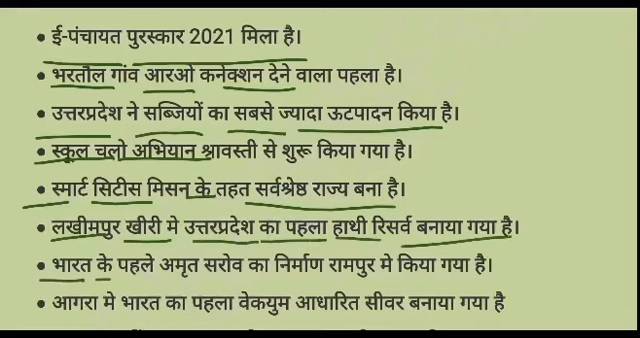 • ई-पंचायत पुरस्कार 2021 मिला है।
• भरतौल गांव आरओ कनेक्शन देने वाला पहला है।
• उत्तरप्रदेश ने सब्जियों का सबसे ज्यादा ऊटपादन किया है।
• स्कूल चलो अभियान श्रावस्ती से शुरू किया गया है।
• स्मार्ट सिटीस मिसन के तहत सर्वश्रेष्ठ राज्य बना है।
• लखीमपुर खीरी मे उत्तरप्रदेश का पहला हाथी रिसर्व बनाया गया है।
• भारत के पहले अमृत सरोव का निर्माण रामपुर मे किया गया है।
• आगरा मे भारत का पहला वेकयुम आधारित सीवर बनाया गया है